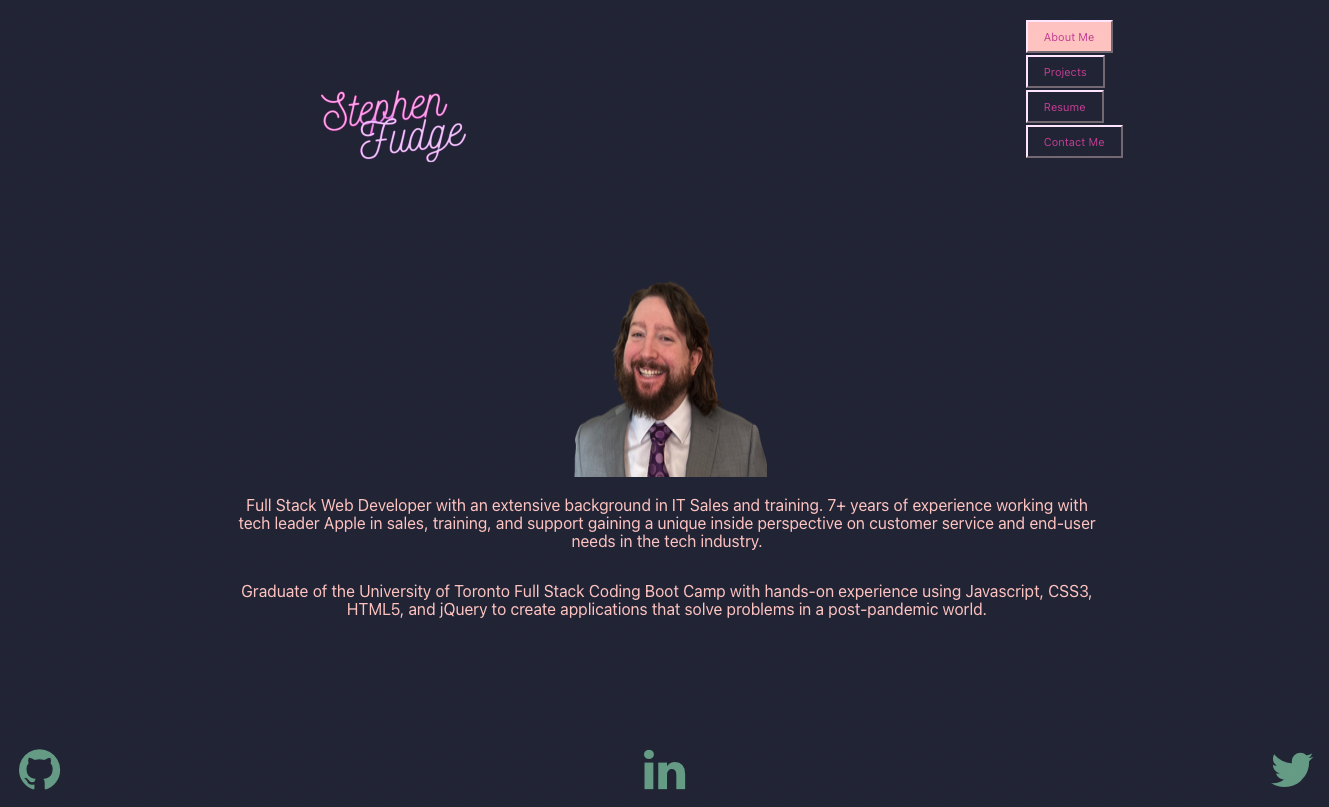 About Me
Projects
Resume
Contact Me
Stephen
Fudge
Full Stack Web Developer with an extensive background in IT Sales and training. 7+ years of experience working with
tech leader Apple in sales, training, and support gaining a unique inside perspective on customer service and end-user
needs in the tech industry.
Graduate of the University of Toronto Full Stack Coding Boot Camp with hands-on experience using Javascript, CSS3,
HTML5, and jQuery to create applications that solve problems in a post-pandemic world.
in